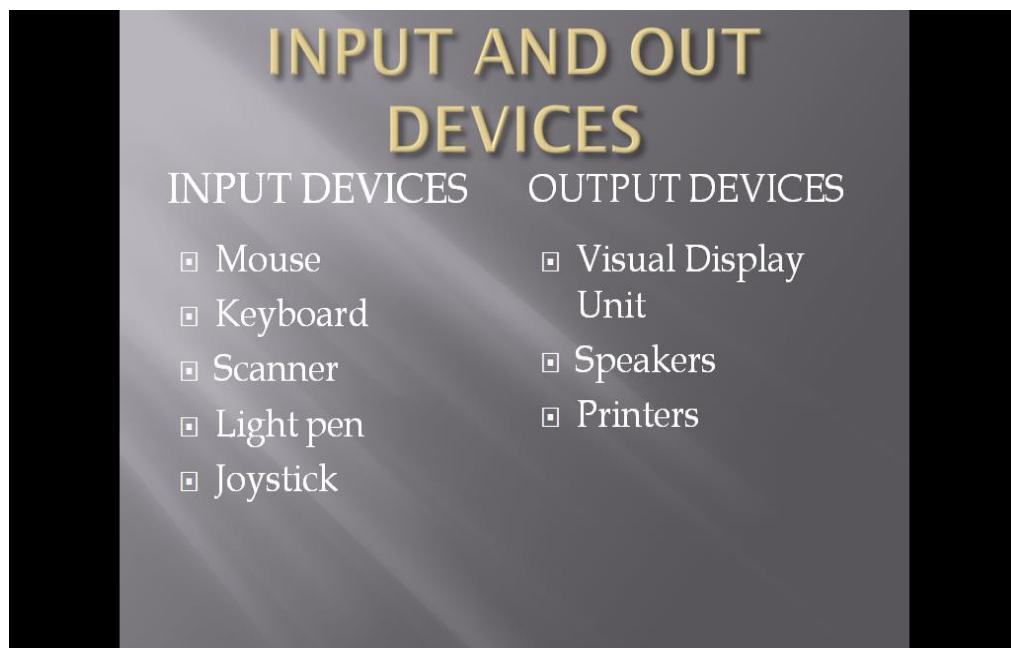 INPUT AND OUT
DEVICES
INPUT DEVICES
Mouse
Keyboard
Scanner
Light pen
Joystick
OUTPUT DEVICES
Visual Display
Unit
Speakers
Printers